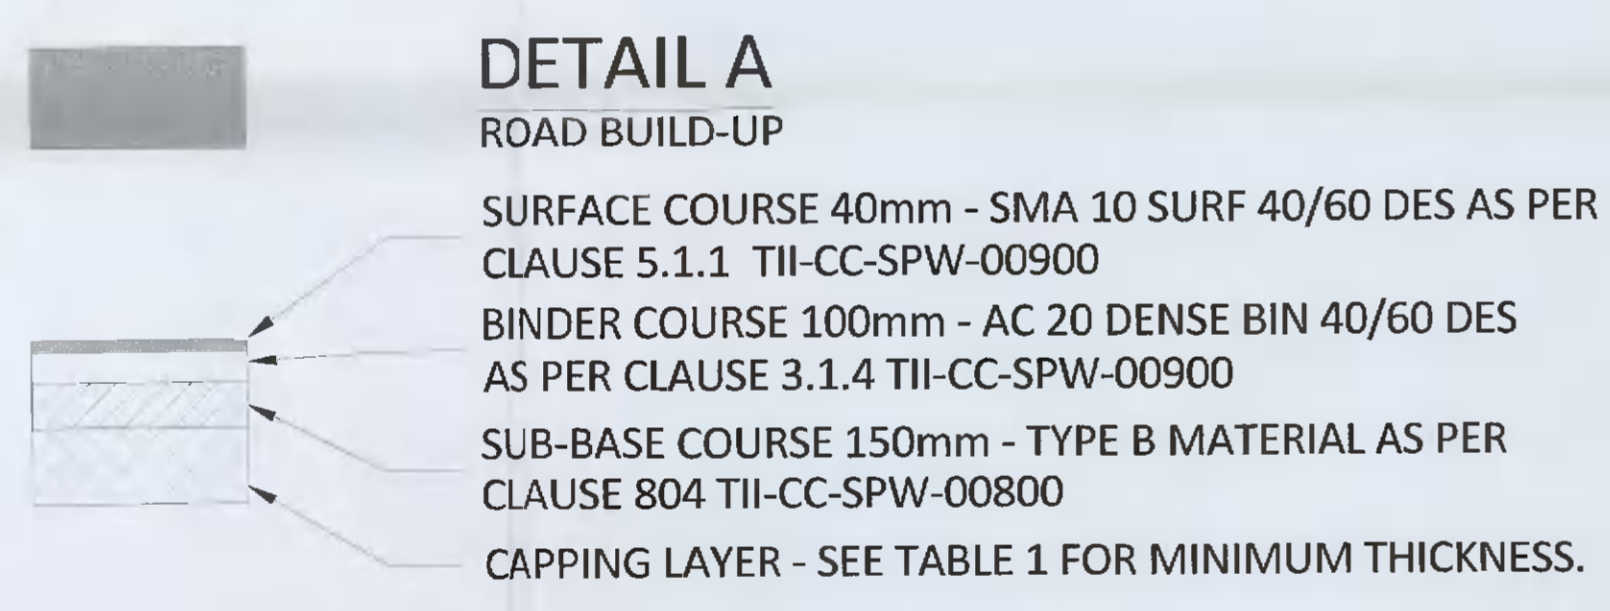 DETAIL A
ROAD BUILD-UP
SURFACE COURSE 40mm - SMA 10 SURF 40/60 DES AS PER
CLAUSE 5.1.1 TII-CC-SPW-00900
BINDER COURSE 100mm - AC 20 DENSE BIN 40/60 DES
AS PER CLAUSE 3.1.4 TII-CC-SPW-00900
SUB-BASE COURSE 150mm - TYPE B MATERIAL AS PER
CLAUSE 804 TII-CC-SPW-00800
CAPPING LAYER - SEE TABLE 1 FOR MINIMUM THICKNESS.